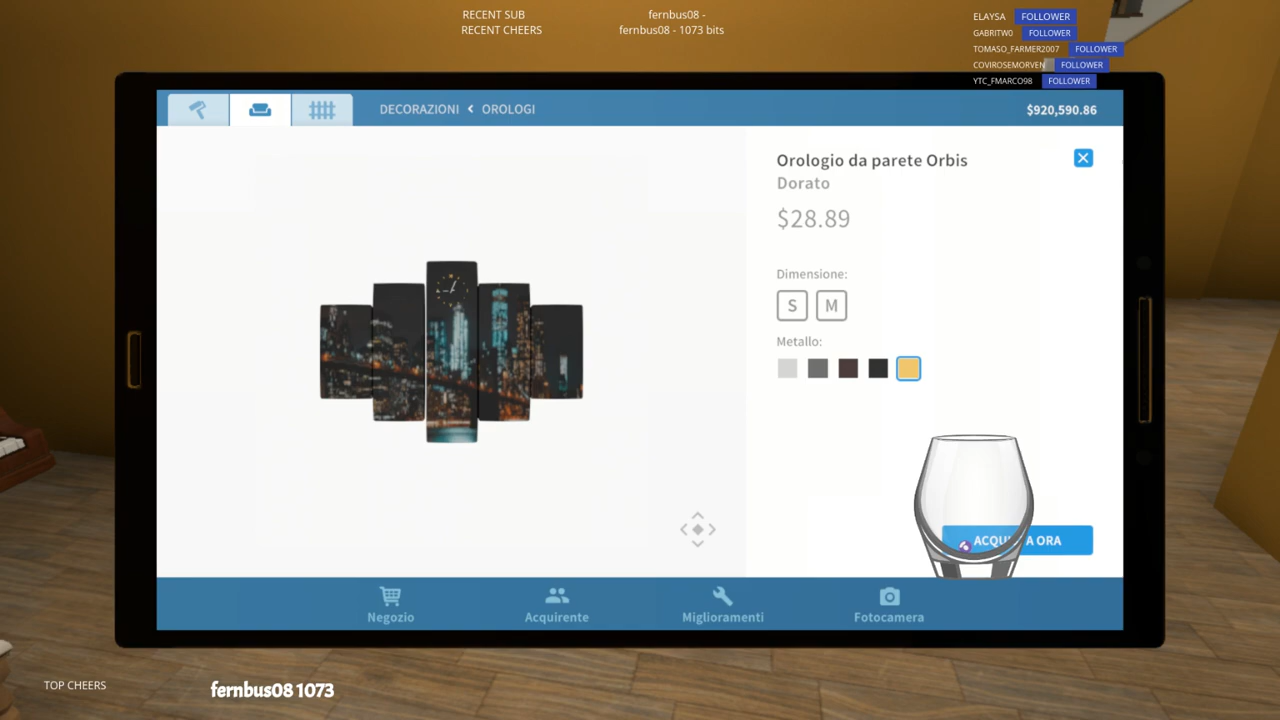 RECENT SUB
fernbus08 -
RECENT CHEERS
fernbus08 - 1073 bits
ELAYSA FOLLOWER
GABRITW0 FOLLOWER
TOMASO_FARMER2007 FOLLOWER
COVIROSEMORVEN FOLLOWER
YTC_FMARCO98 FOLLOWER
DECORAZIONI < OROLOGI
$920,590.86
Orologio da parete Orbis
Dorato
$28.89
Dimensione:
S M
Metallo:
ORA
Negozio
Acquirente
Miglioramenti
Fotocamera
TOP CHEERS
fernbus08 1073